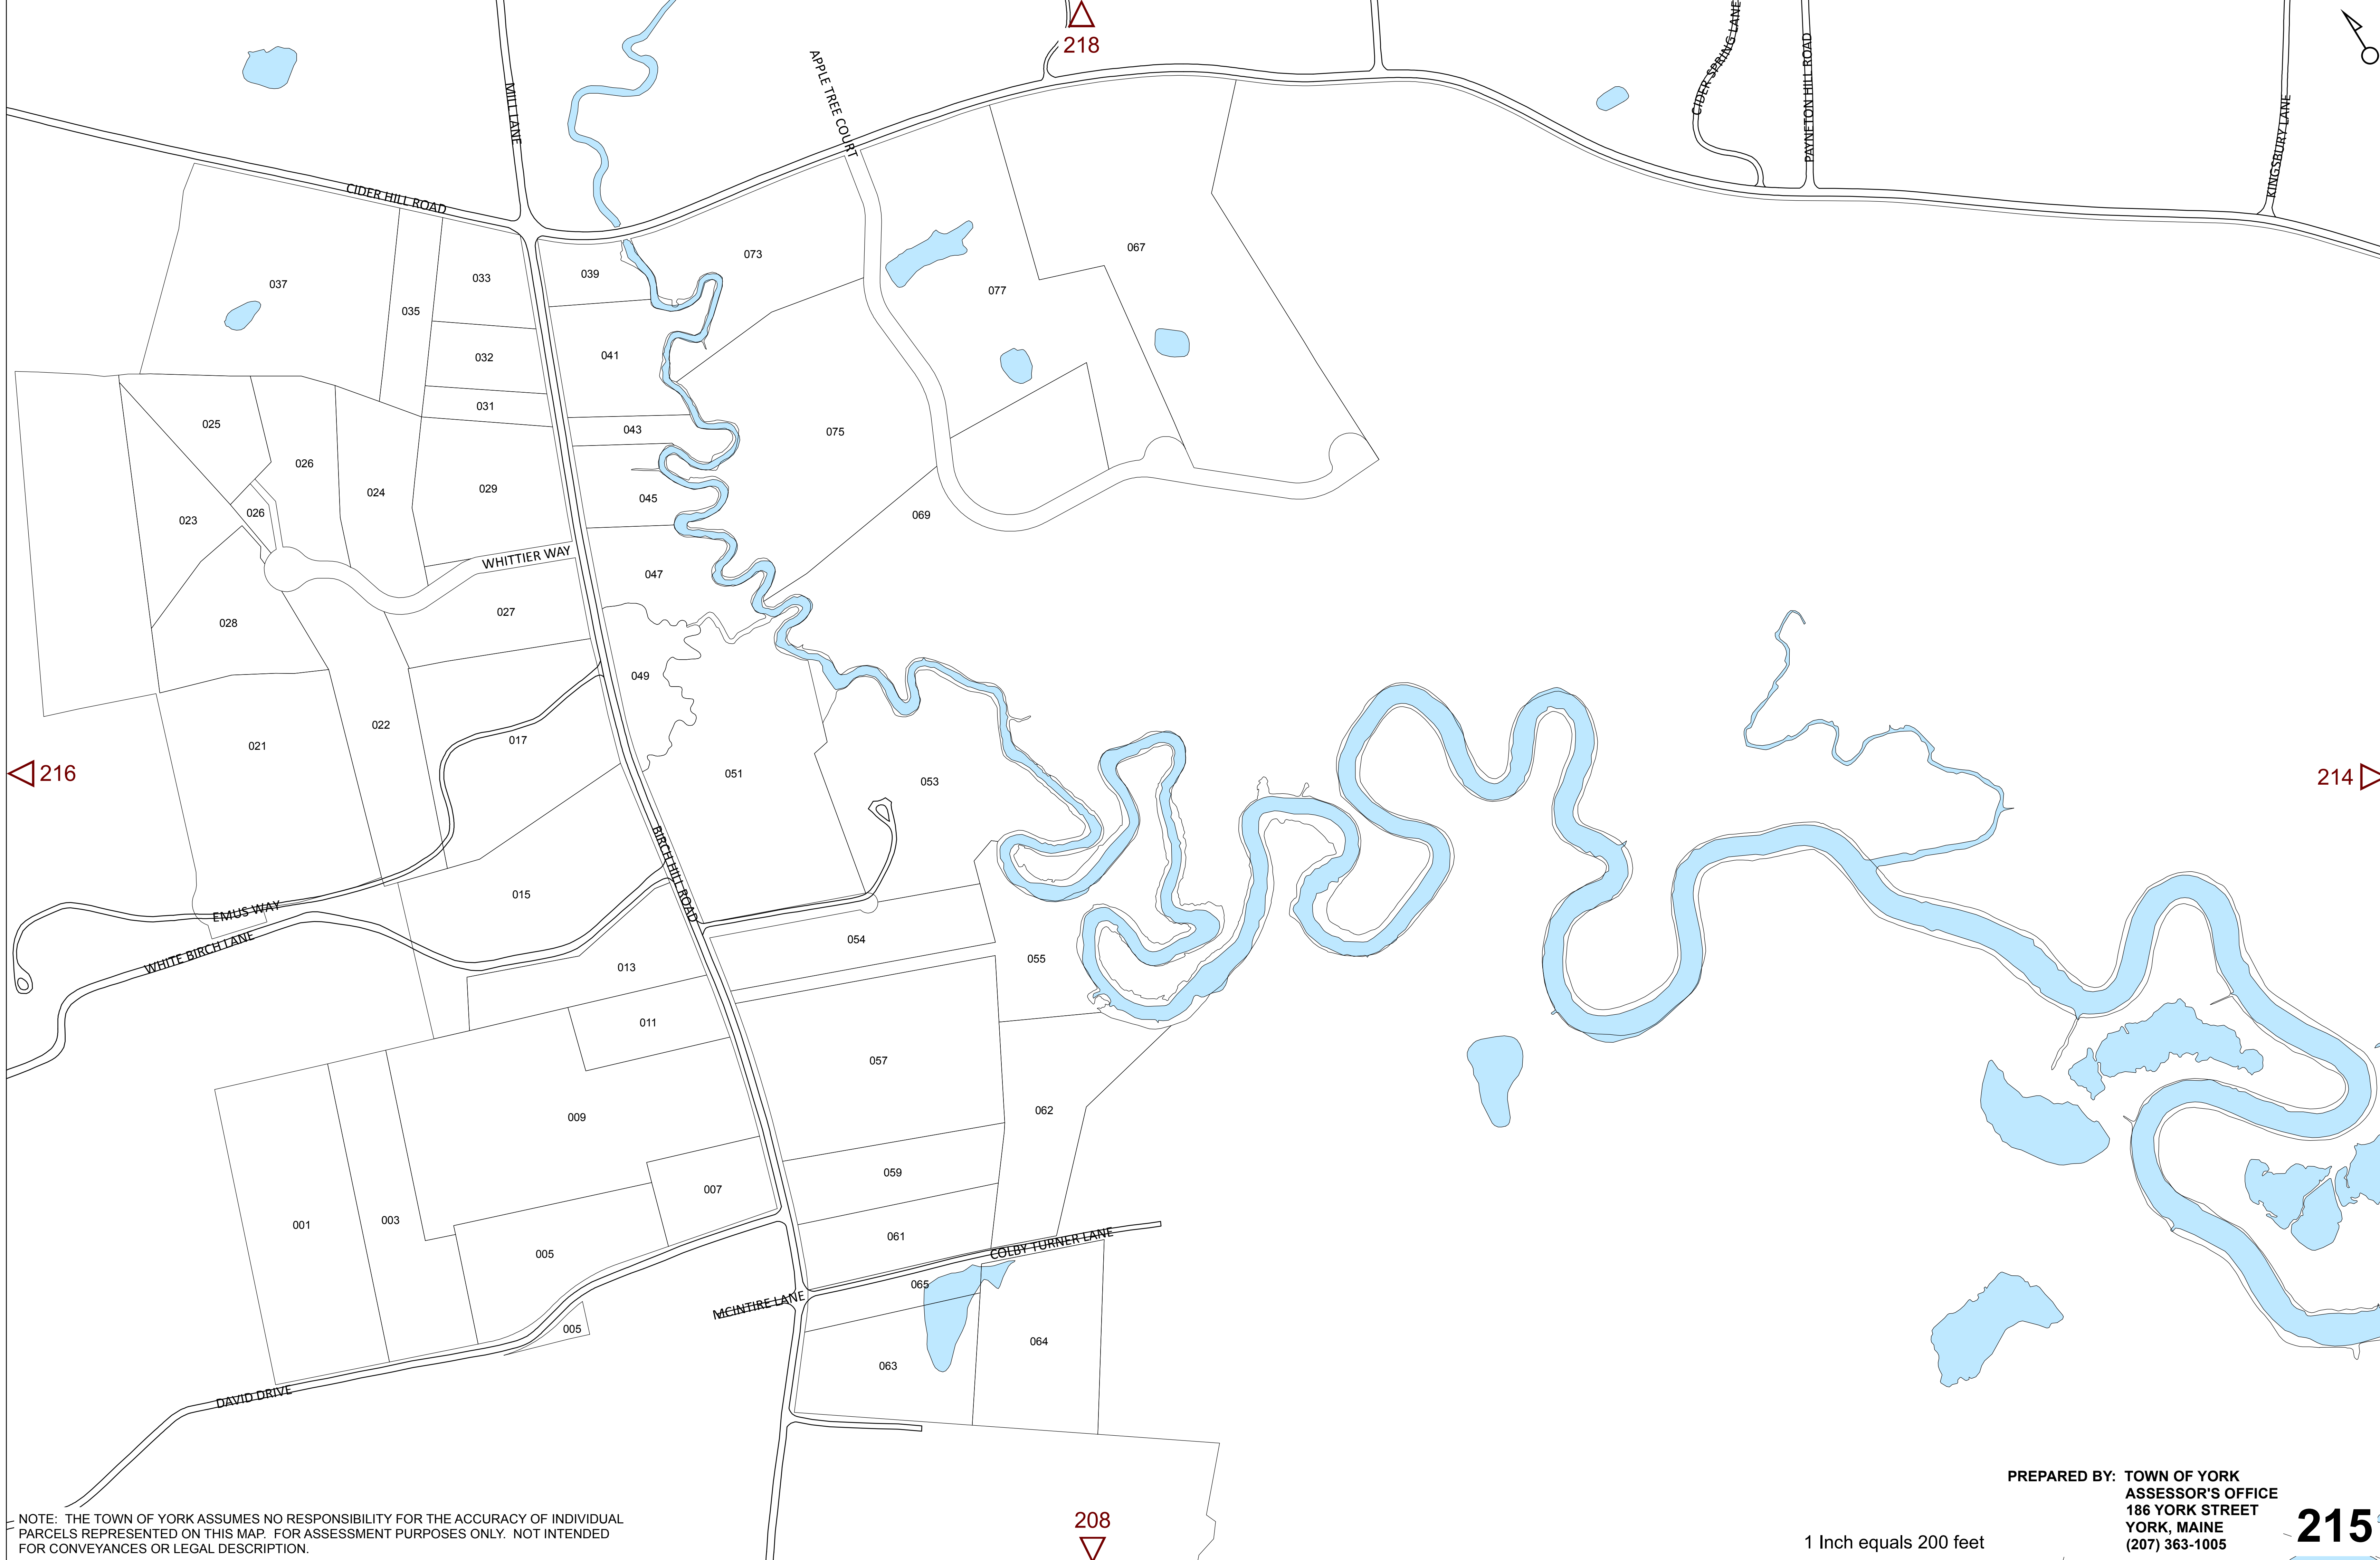 218
APPLE TREE COURT
MILL LANE
CIDER SPRING LANE
PAYNETON HILL ROAD
KINGSBURY LANE
CIDER HILL ROAD
067
073
039
033
037
077
035
041
032
031
025
043
075
026
029
024
045
026
069
023
WHITTIER WAY
047
027
028
049
022
017
021
051
216
214
053
BIRCH HILL ROAD
015
EMUS WAY
054
WHITE BIRCH LANE
055
013
011
057
062
009
059
007
003
001
061
COLBY TURNER LANE
005
065
MCINTIRE LANE
005
064
063
DAVID DRIVE
208
NOTE: THE TOWN OF YORK ASSUMES NO RESPONSIBILITY FOR THE ACCURACY OF INDIVIDUAL
PARCELS REPRESENTED ON THIS MAP. FOR ASSESSMENT PURPOSES ONLY. NOT INTENDED
FOR CONVEYANCES OR LEGAL DESCRIPTION.
1 Inch equals 200 feet
PREPARED BY: TOWN OF YORK
ASSESSOR'S OFFICE
186 YORK STREET
YORK, MAINE
(207) 363-1005
215